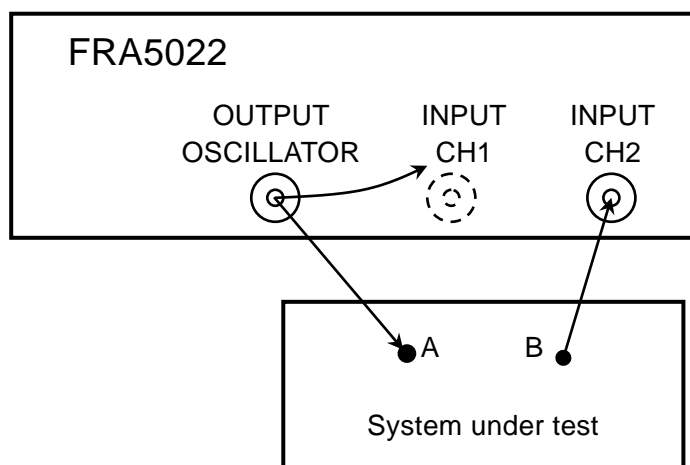 FRA5022
OUTPUT INPUT INPUT
OSCILLATOR CH1 CH2
A B
System under test